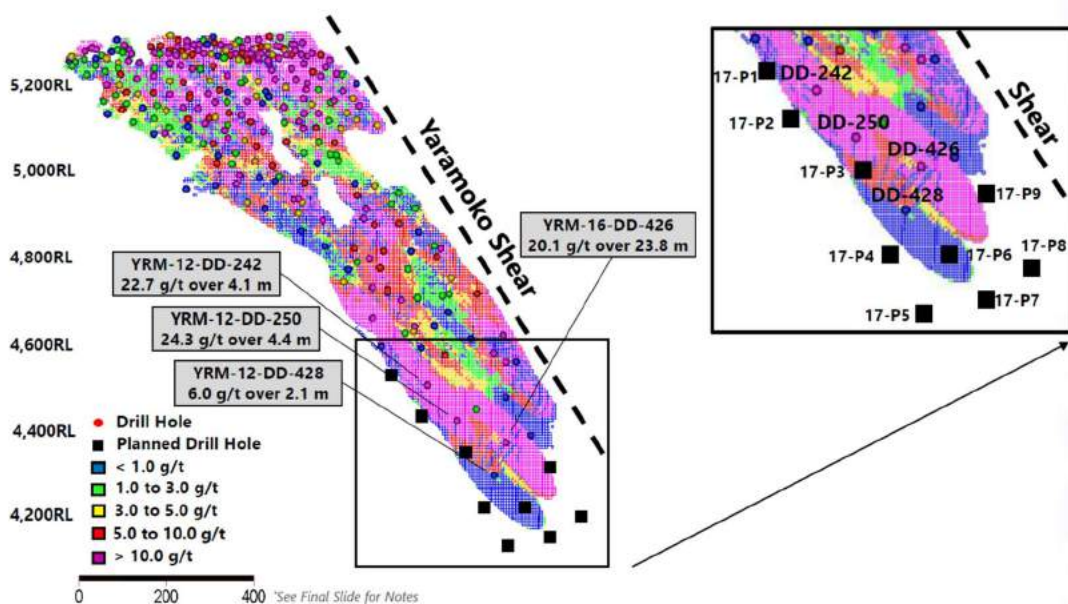 5,200RL
5,000RL
4,800RL
4,600RL
4,400RL
4,200RL
Yaramoko Shear
YRM-16-DD-426
20.1 g/t over 23.8 m
YRM-12-DD-242
22.7 g/t over 4.1 m
YRM-12-DD-250
24.3 g/t over 4.4 m
YRM-12-DD-428
6.0 g/t over 2.1 m
Drill Hole
Planned Drill Hole
< 1.0 g/t
1.0 to 3.0 g/t
3.0 to 5.0 g/t
5.0 to 10.0 g/t
> 10.0 g/t
0 200 400
*See Final Slide for Notes
Shear
17-P1
DD-242
17-P2
DD-250
DD-426
17-P3
DD-428
17-P9
17-P4
17-P6
17-P8
17-P5
17-P7